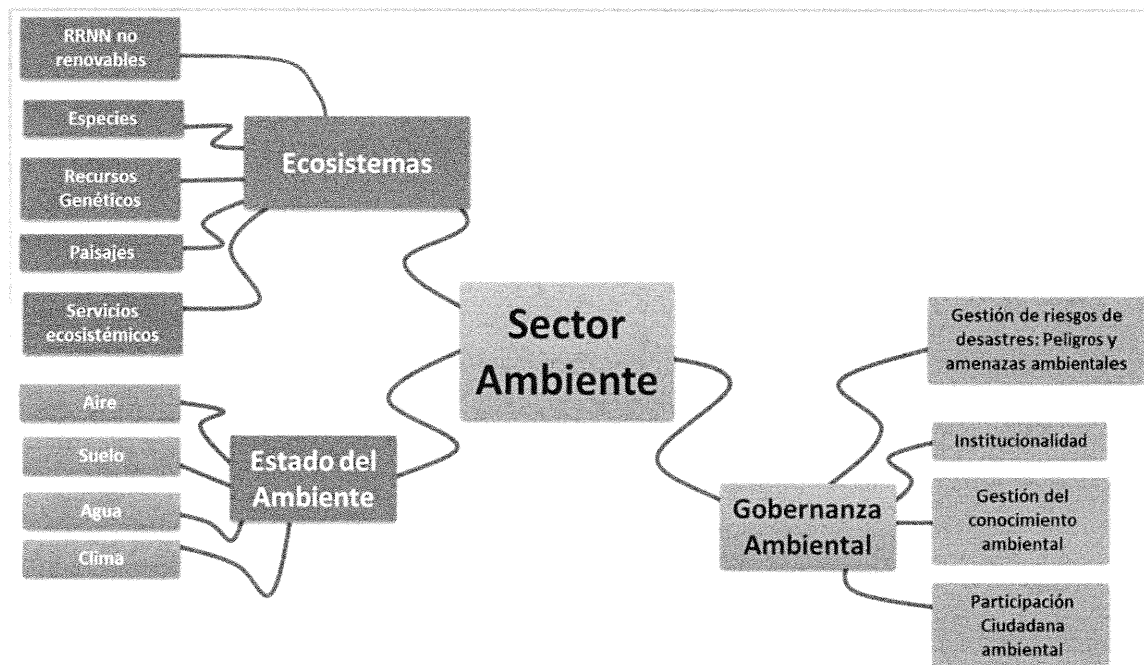 RRNN no
renovables
Especies
Recursos
Genéticos
Paisajes
Servicios
ecosistémicos
Ecosistemas
Sector
Ambiente
Aire
Suelo
Agua
Clima
Estado del
Ambiente
Gobernanza
Ambiental
Gestión de riesgos de
desastres: Peligros y
amenazas ambientales
Institucionalidad
Gestión del
conocimiento
ambiental
Participación
Ciudadana
ambiental